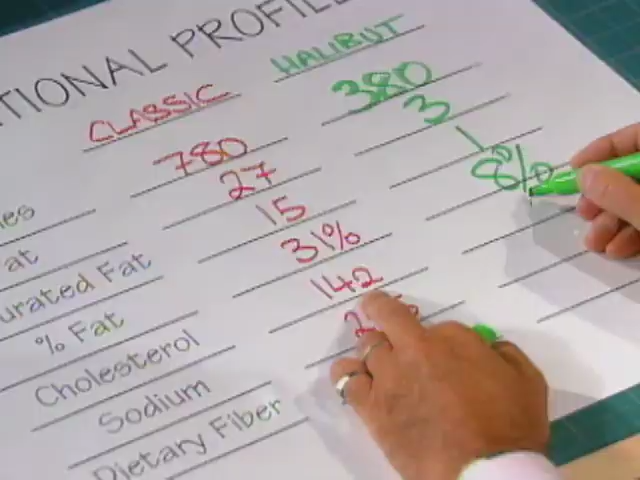 TIONAL PROFILE
CLASSIC HALIBUT
es 780 380
at 27 3
urated Fat 15 1
% Fat 31% 8%
Cholesterol 142
Sodium
Dietary Fiber